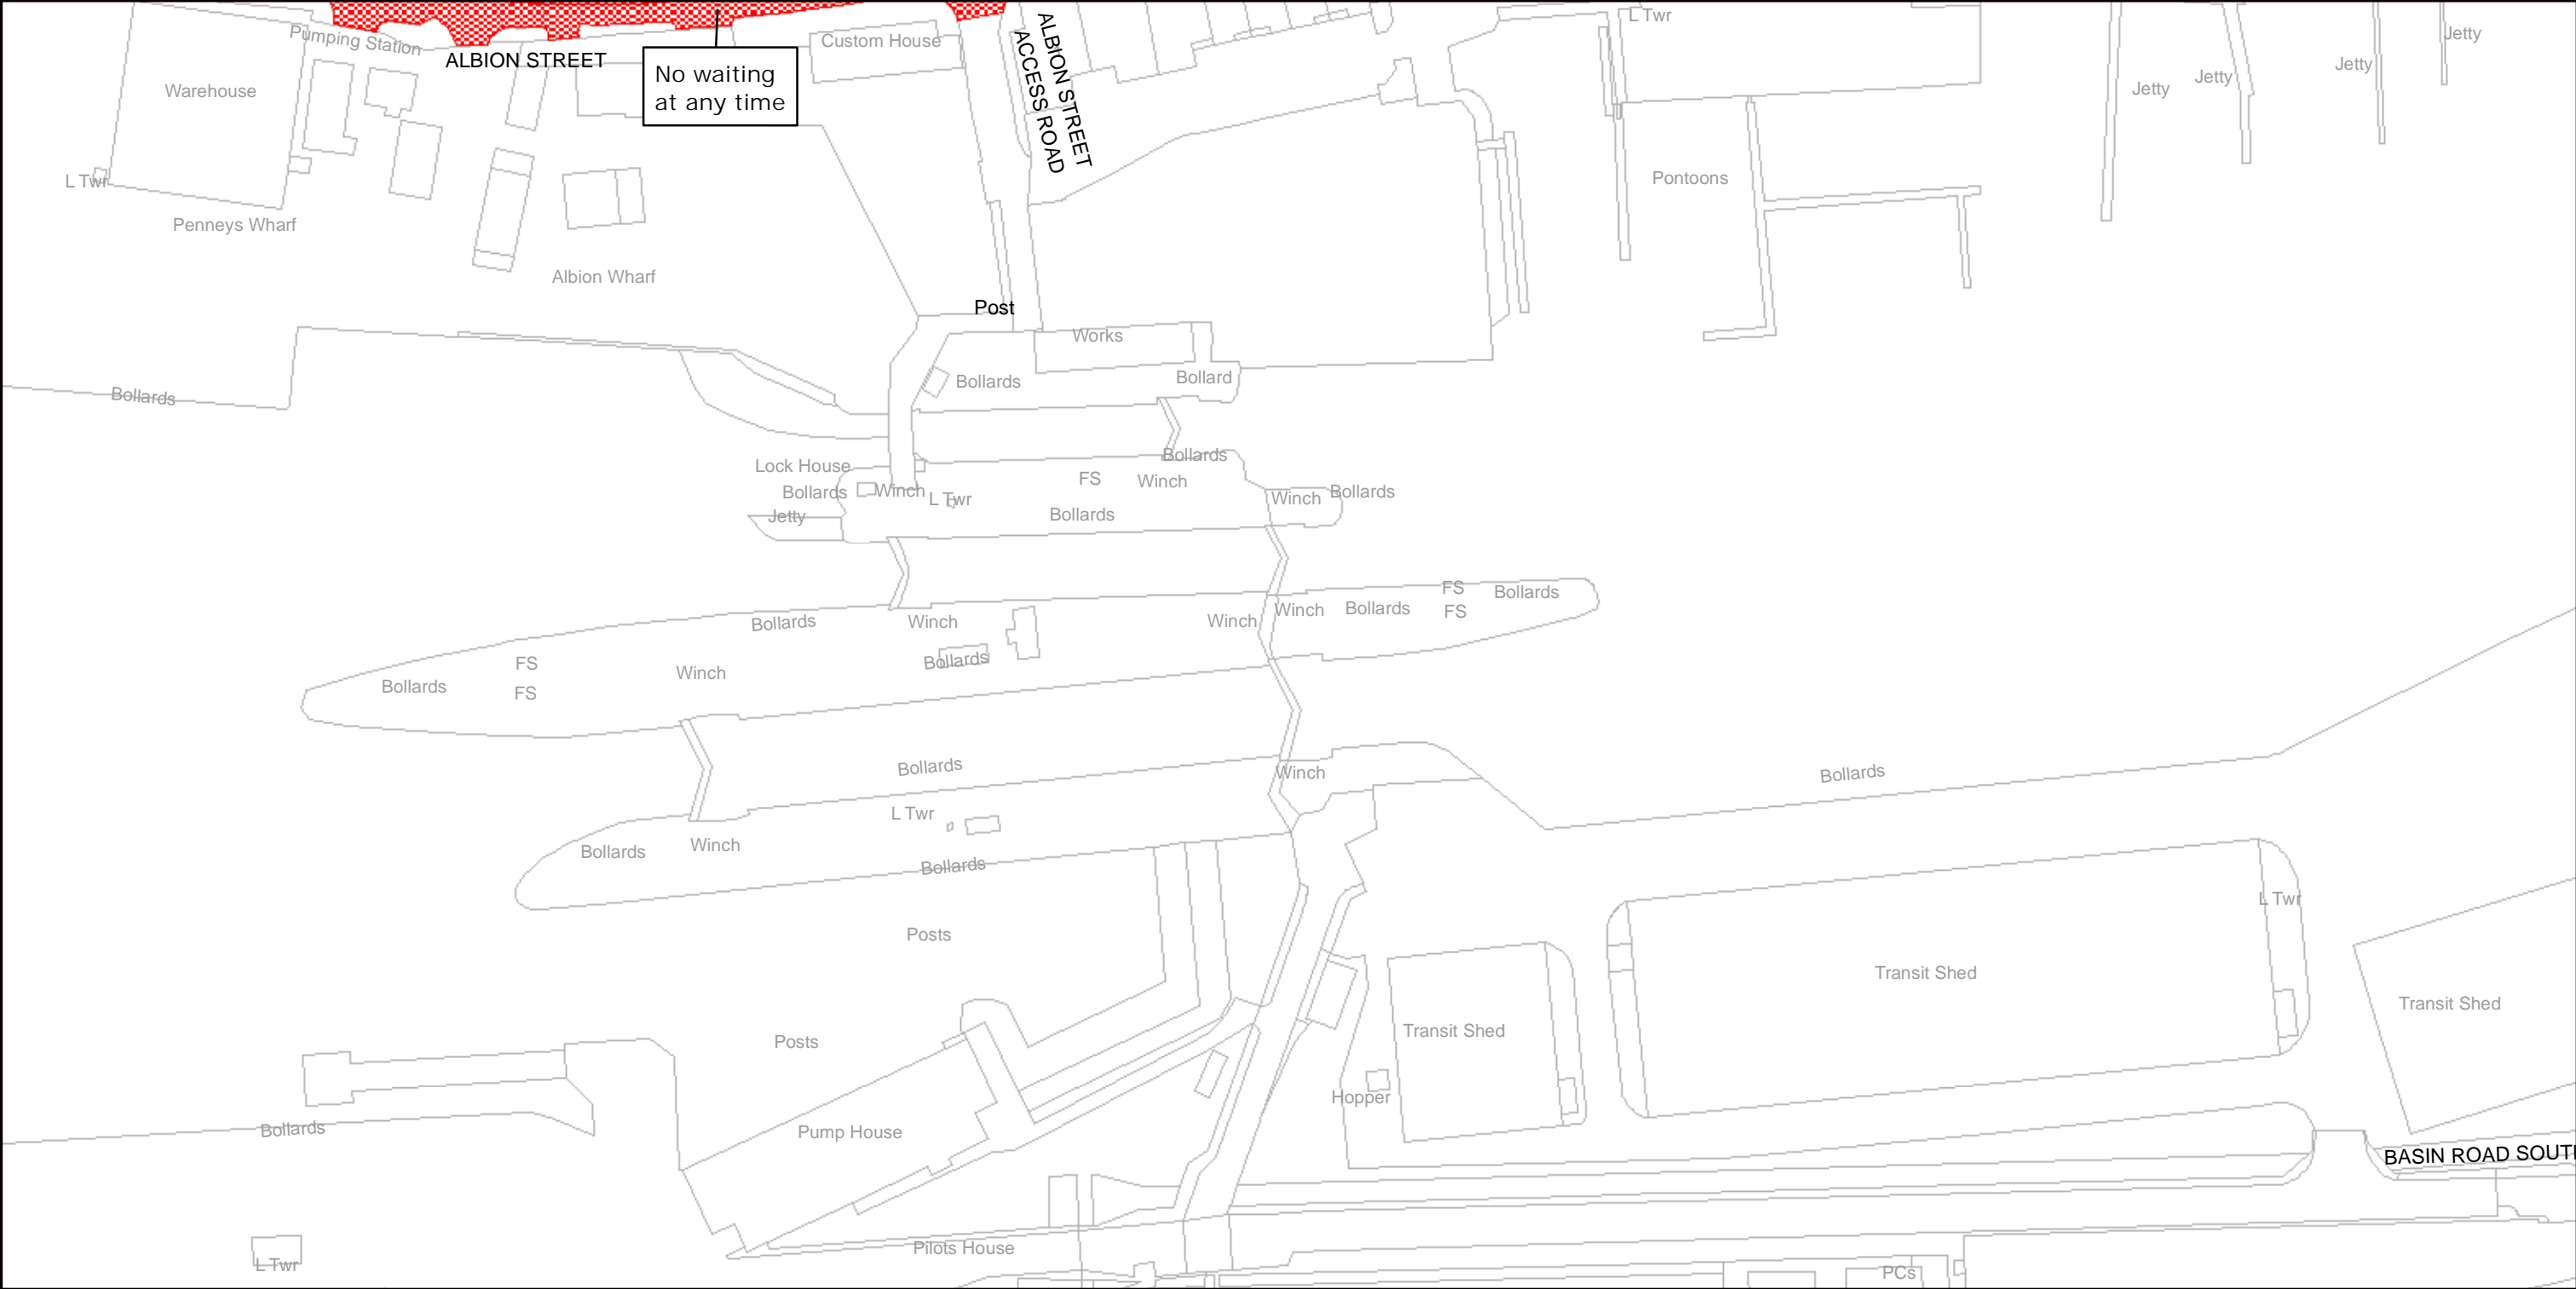 L Twr
Jetty
Pumping Station
Custom House
ALBION STREET
ALBION STREET
ACCESS ROAD
No waiting
at any time
Jetty
Jetty
Jetty
Warehouse
L Twr
Pontoons
Penneys Wharf
Albion Wharf
Post
Works
Bollards
Bollards
Bollard
Bollards
Lock House
FS
Winch
Bollards
Winch
L Twr
Winch
Bollards
Jetty
Bollards
FS
Bollards
Winch
Bollards
FS
Bollards
Winch
Winch
FS
Bollards
Winch
Bollards
FS
Bollards
Winch
Bollards
L Twr
Bollards
Winch
Bollards
L Twr
Posts
Transit Shed
Transit Shed
Transit Shed
Posts
Hopper
Bollards
Pump House
BASIN ROAD SOUTH
Pilots House
L Twr
PCs